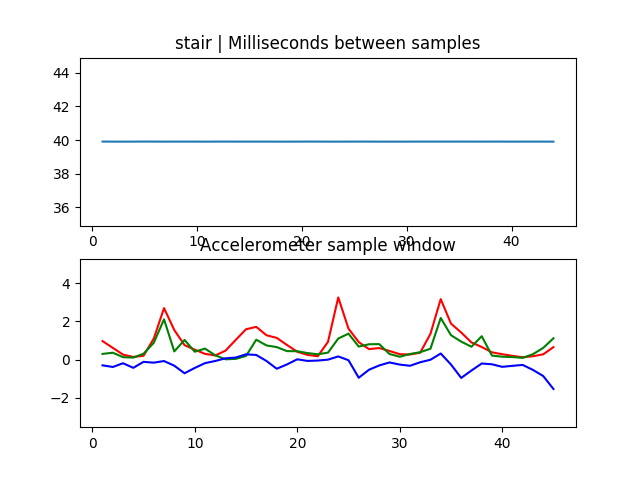 stair | Milliseconds between samples
44
42
40
38
36
0 10 20 30 40
Accelerometer sample window
4
2
0
−2
0 10 20 30 40